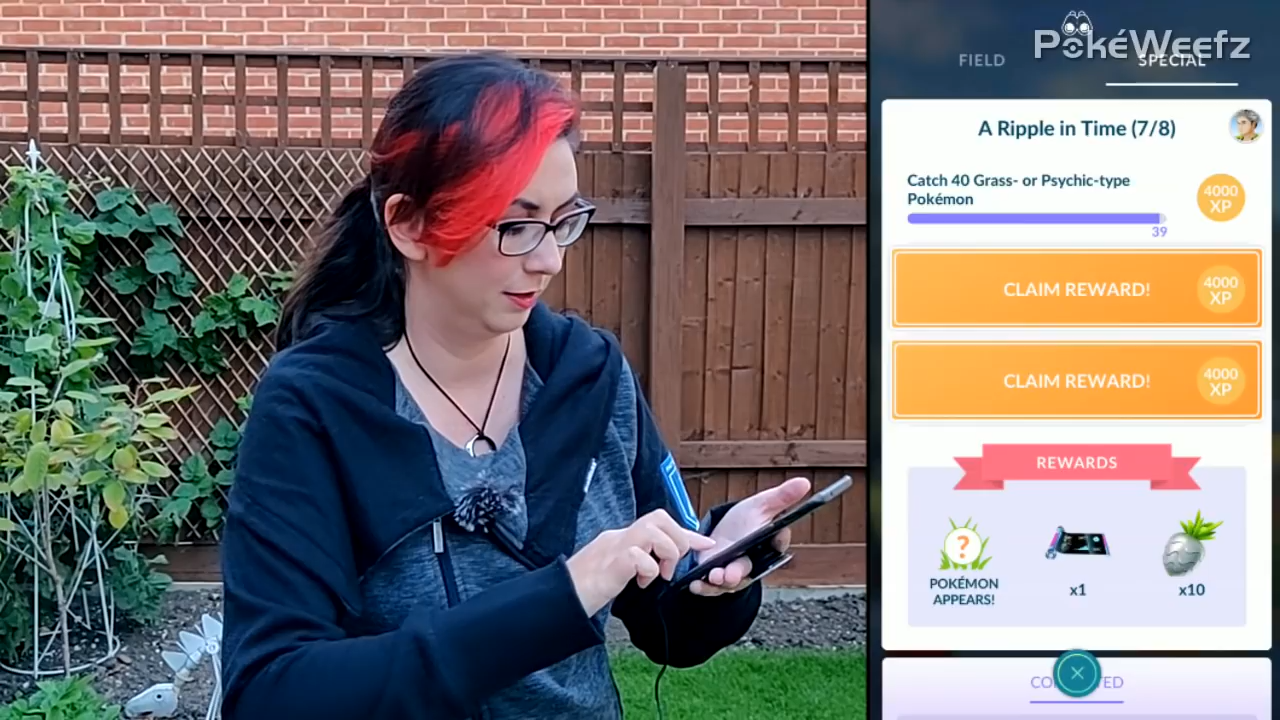 PokéWeefz
FIELD
SPECIAL
A Ripple in Time (7/8)
Catch 40 Grass- or Psychic-type
Pokémon
4000
XP
39
CLAIM REWARD!
4000
XP
CLAIM REWARD!
4000
XP
REWARDS
?
POKÉMON
APPEARS!
x1
x10